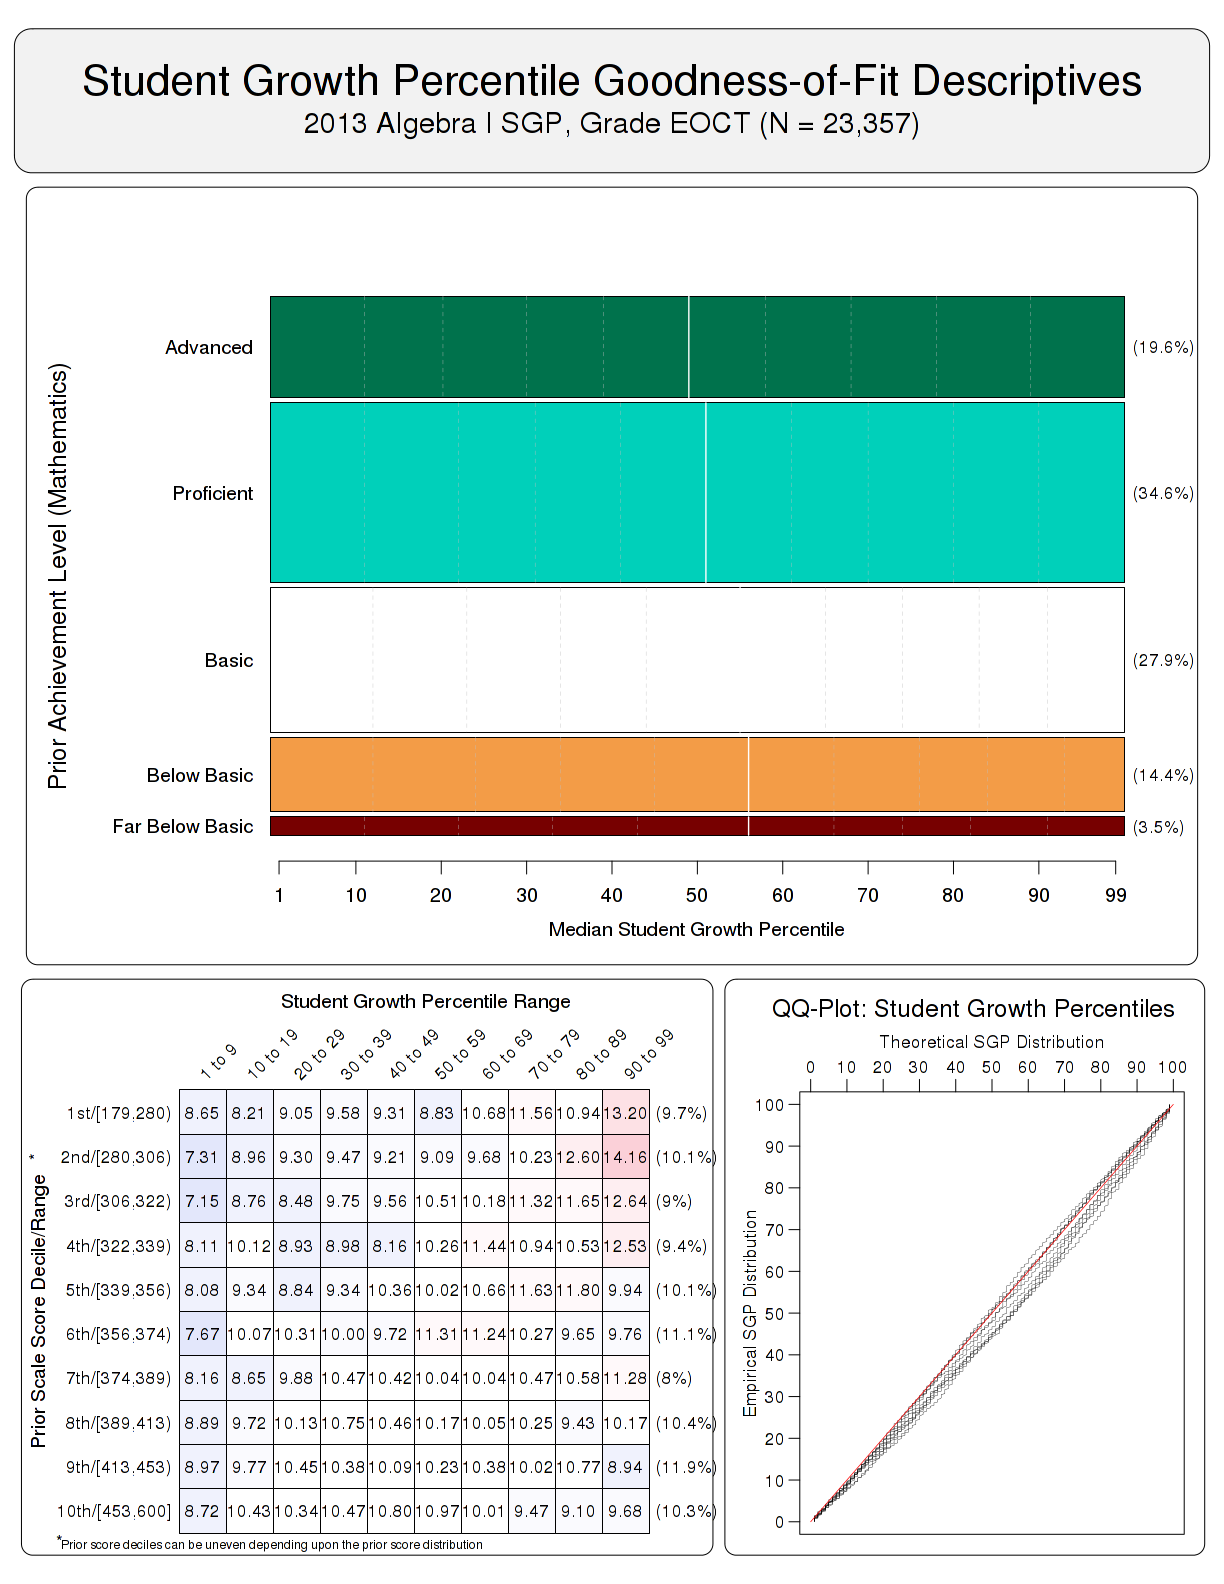 Student Growth Percentile Goodness-of-Fit Descriptives
2013 Algebra I SGP, Grade EOCT (N = 23,357)
Prior Achievement Level (Mathematics)
Advanced (19.6%)
Proficient (34.6%)
Basic (27.9%)
Below Basic (14.4%)
Far Below Basic (3.5%)
1 10 20 30 40 50 60 70 80 90 99
Median Student Growth Percentile
Student Growth Percentile Range
1 to 9 10 to 19 20 to 29 30 to 39 40 to 49 50 to 59 60 to 69 70 to 79 80 to 89 90 to 99
Prior Scale Score Decile/Range *
1st/[179,280) 8.65 8.21 9.05 9.58 9.31 8.83 10.68 11.56 10.94 13.20 (9.7%)
2nd/[280,306) 7.31 8.96 9.30 9.47 9.21 9.09 9.68 10.23 12.60 14.16 (10.1%)
3rd/[306,322) 7.15 8.76 8.48 9.75 9.56 10.51 10.18 11.32 11.65 12.64 (9%)
4th/[322,339) 8.11 10.12 8.93 8.98 8.16 10.26 11.44 10.94 10.53 12.53 (9.4%)
5th/[339,356) 8.08 9.34 8.84 9.34 10.36 10.02 10.66 11.63 11.80 9.94 (10.1%)
6th/[356,374) 7.67 10.07 10.31 10.00 9.72 11.31 11.24 10.27 9.65 9.76 (11.1%)
7th/[374,389) 8.16 8.65 9.88 10.47 10.42 10.04 10.04 10.47 10.58 11.28 (8%)
8th/[389,413) 8.89 9.72 10.13 10.75 10.46 10.17 10.05 10.25 9.43 10.17 (10.4%)
9th/[413,453) 8.97 9.77 10.45 10.38 10.09 10.23 10.38 10.02 10.77 8.94 (11.9%)
10th/[453,600] 8.72 10.43 10.34 10.47 10.80 10.97 10.01 9.47 9.10 9.68 (10.3%)
*Prior score deciles can be uneven depending upon the prior score distribution
QQ-Plot: Student Growth Percentiles
Theoretical SGP Distribution
0 10 20 30 40 50 60 70 80 90 100
Empirical SGP Distribution
100
90
80
70
60
50
40
30
20
10
0